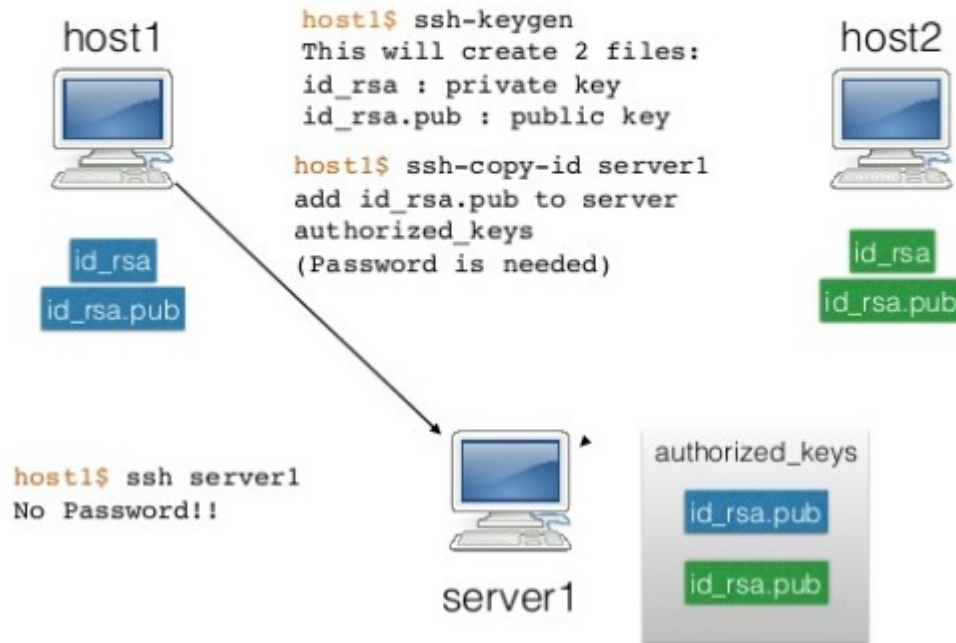 host1
host1$ ssh-keygen
This will create 2 files:
id_rsa : private key
id_rsa.pub : public key
host2
host1$ ssh-copy-id server1
add id_rsa.pub to server
authorized_keys
(Password is needed)
id_rsa
id_rsa.pub
id_rsa
id_rsa.pub
host1$ ssh server1
No Password!!
server1
authorized_keys
id_rsa.pub
id_rsa.pub